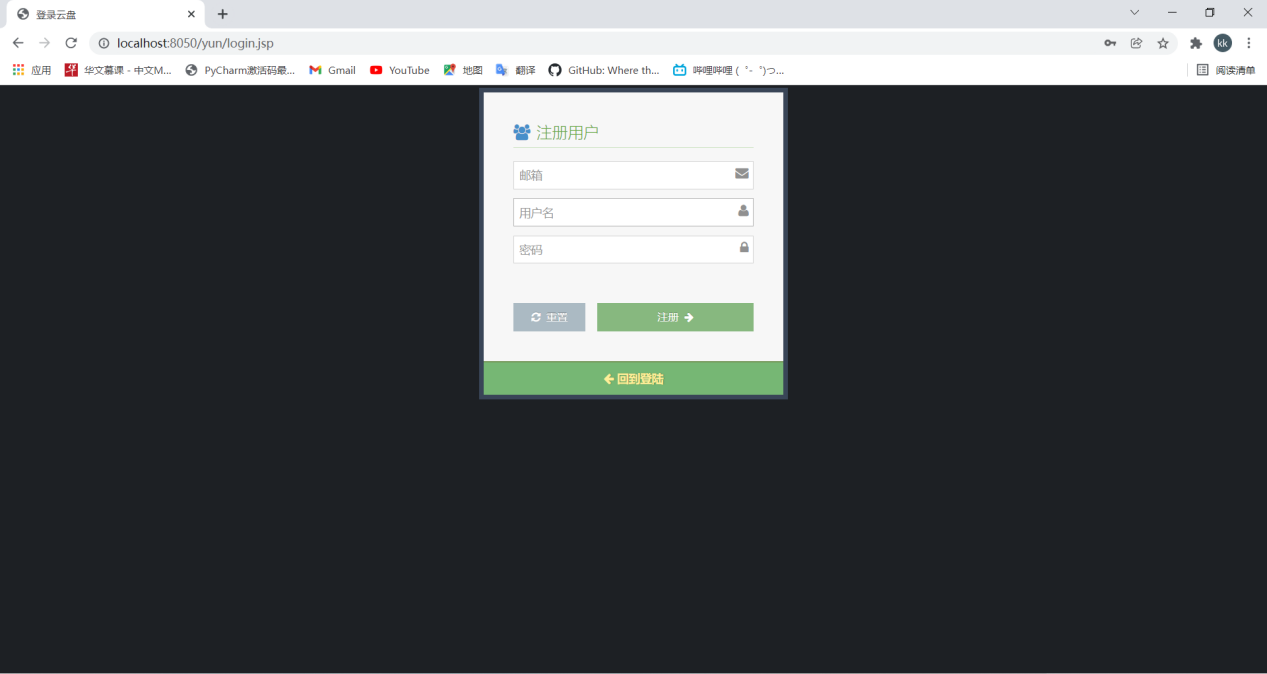 登录云盘
localhost:8050/yun/login.jsp
kk
应用 华文慕课 - 中文M... PyCharm激活码最... Gmail YouTube 地图 翻译 GitHub: Where th... 哔哩哔哩 ( ゜- ゜)つ... 阅读清单
注册用户
邮箱
用户名
密码
重置 注册
回到登陆